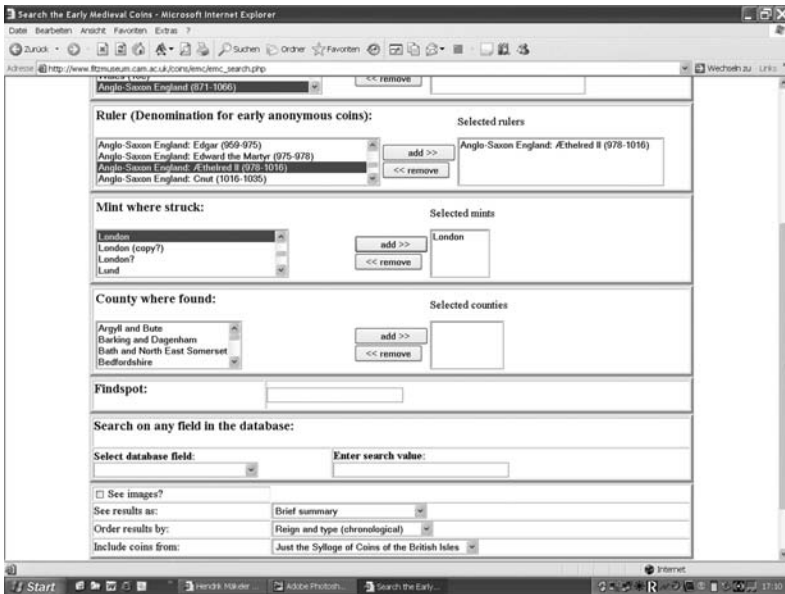 Search the Early Medieval Coins - Microsoft Internet Explorer
Datei Bearbeiten Ansicht Favoriten Extras ?
Zurück Suchen Ordner Favoriten
Adresse http://www.fitzmuseum.cam.ac.uk/coins/emc/emc_search.php Wechseln zu Links
Anglo-Saxon England (871-1066) << remove
Ruler (Denomination for early anonymous coins): Selected rulers
Anglo-Saxon England: Edgar (959-975) Anglo-Saxon England: Æthelred II (978-1016)
Anglo-Saxon England: Edward the Martyr (975-978) add >>
Anglo-Saxon England: Æthelred II (978-1016)
<< remove
Anglo-Saxon England: Cnut (1016-1035)
Mint where struck: Selected mints
London London
London (copy?) add >>
London? << remove
Lund
County where found: Selected counties
Argyll and Bute
Barking and Dagenham add >>
Bath and North East Somerset << remove
Bedfordshire
Findspot:
Search on any field in the database:
Select database field: Enter search value:
See images?
See results as: Brief summary
Order results by: Reign and type (chronological)
Include coins from: Just the Sylloge of Coins of the British Isles
Internet
Start Hendrik Mäkeler ... Adobe Photosh... Search the Early... 17:10